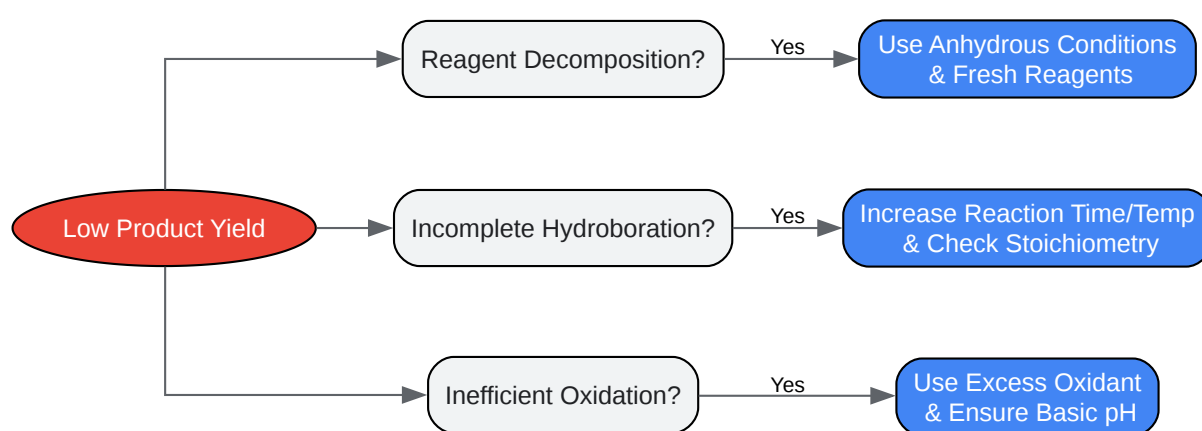 Reagent Decomposition?
Yes
Use Anhydrous Conditions
& Fresh Reagents
Low Product Yield
Incomplete Hydroboration?
Yes
Increase Reaction Time/Temp
& Check Stoichiometry
Inefficient Oxidation?
Yes
Use Excess Oxidant
& Ensure Basic pH